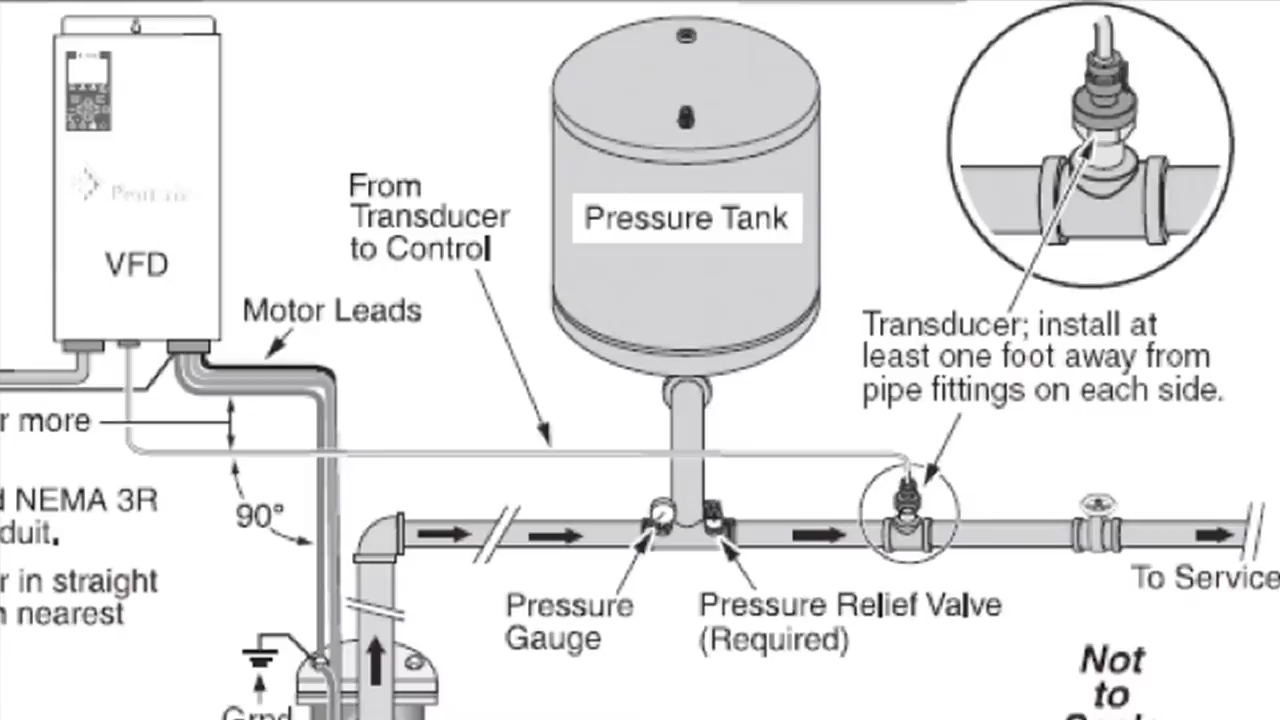 Pentair
VFD
From
Transducer
to Control
Motor Leads
Pressure Tank
Transducer; install at
least one foot away from
pipe fittings on each side.
r more
NEMA 3R
duit.
90°
r in straight
nearest
To Service
Pressure
Gauge
Pressure Relief Valve
(Required)
Grnd
Not
to